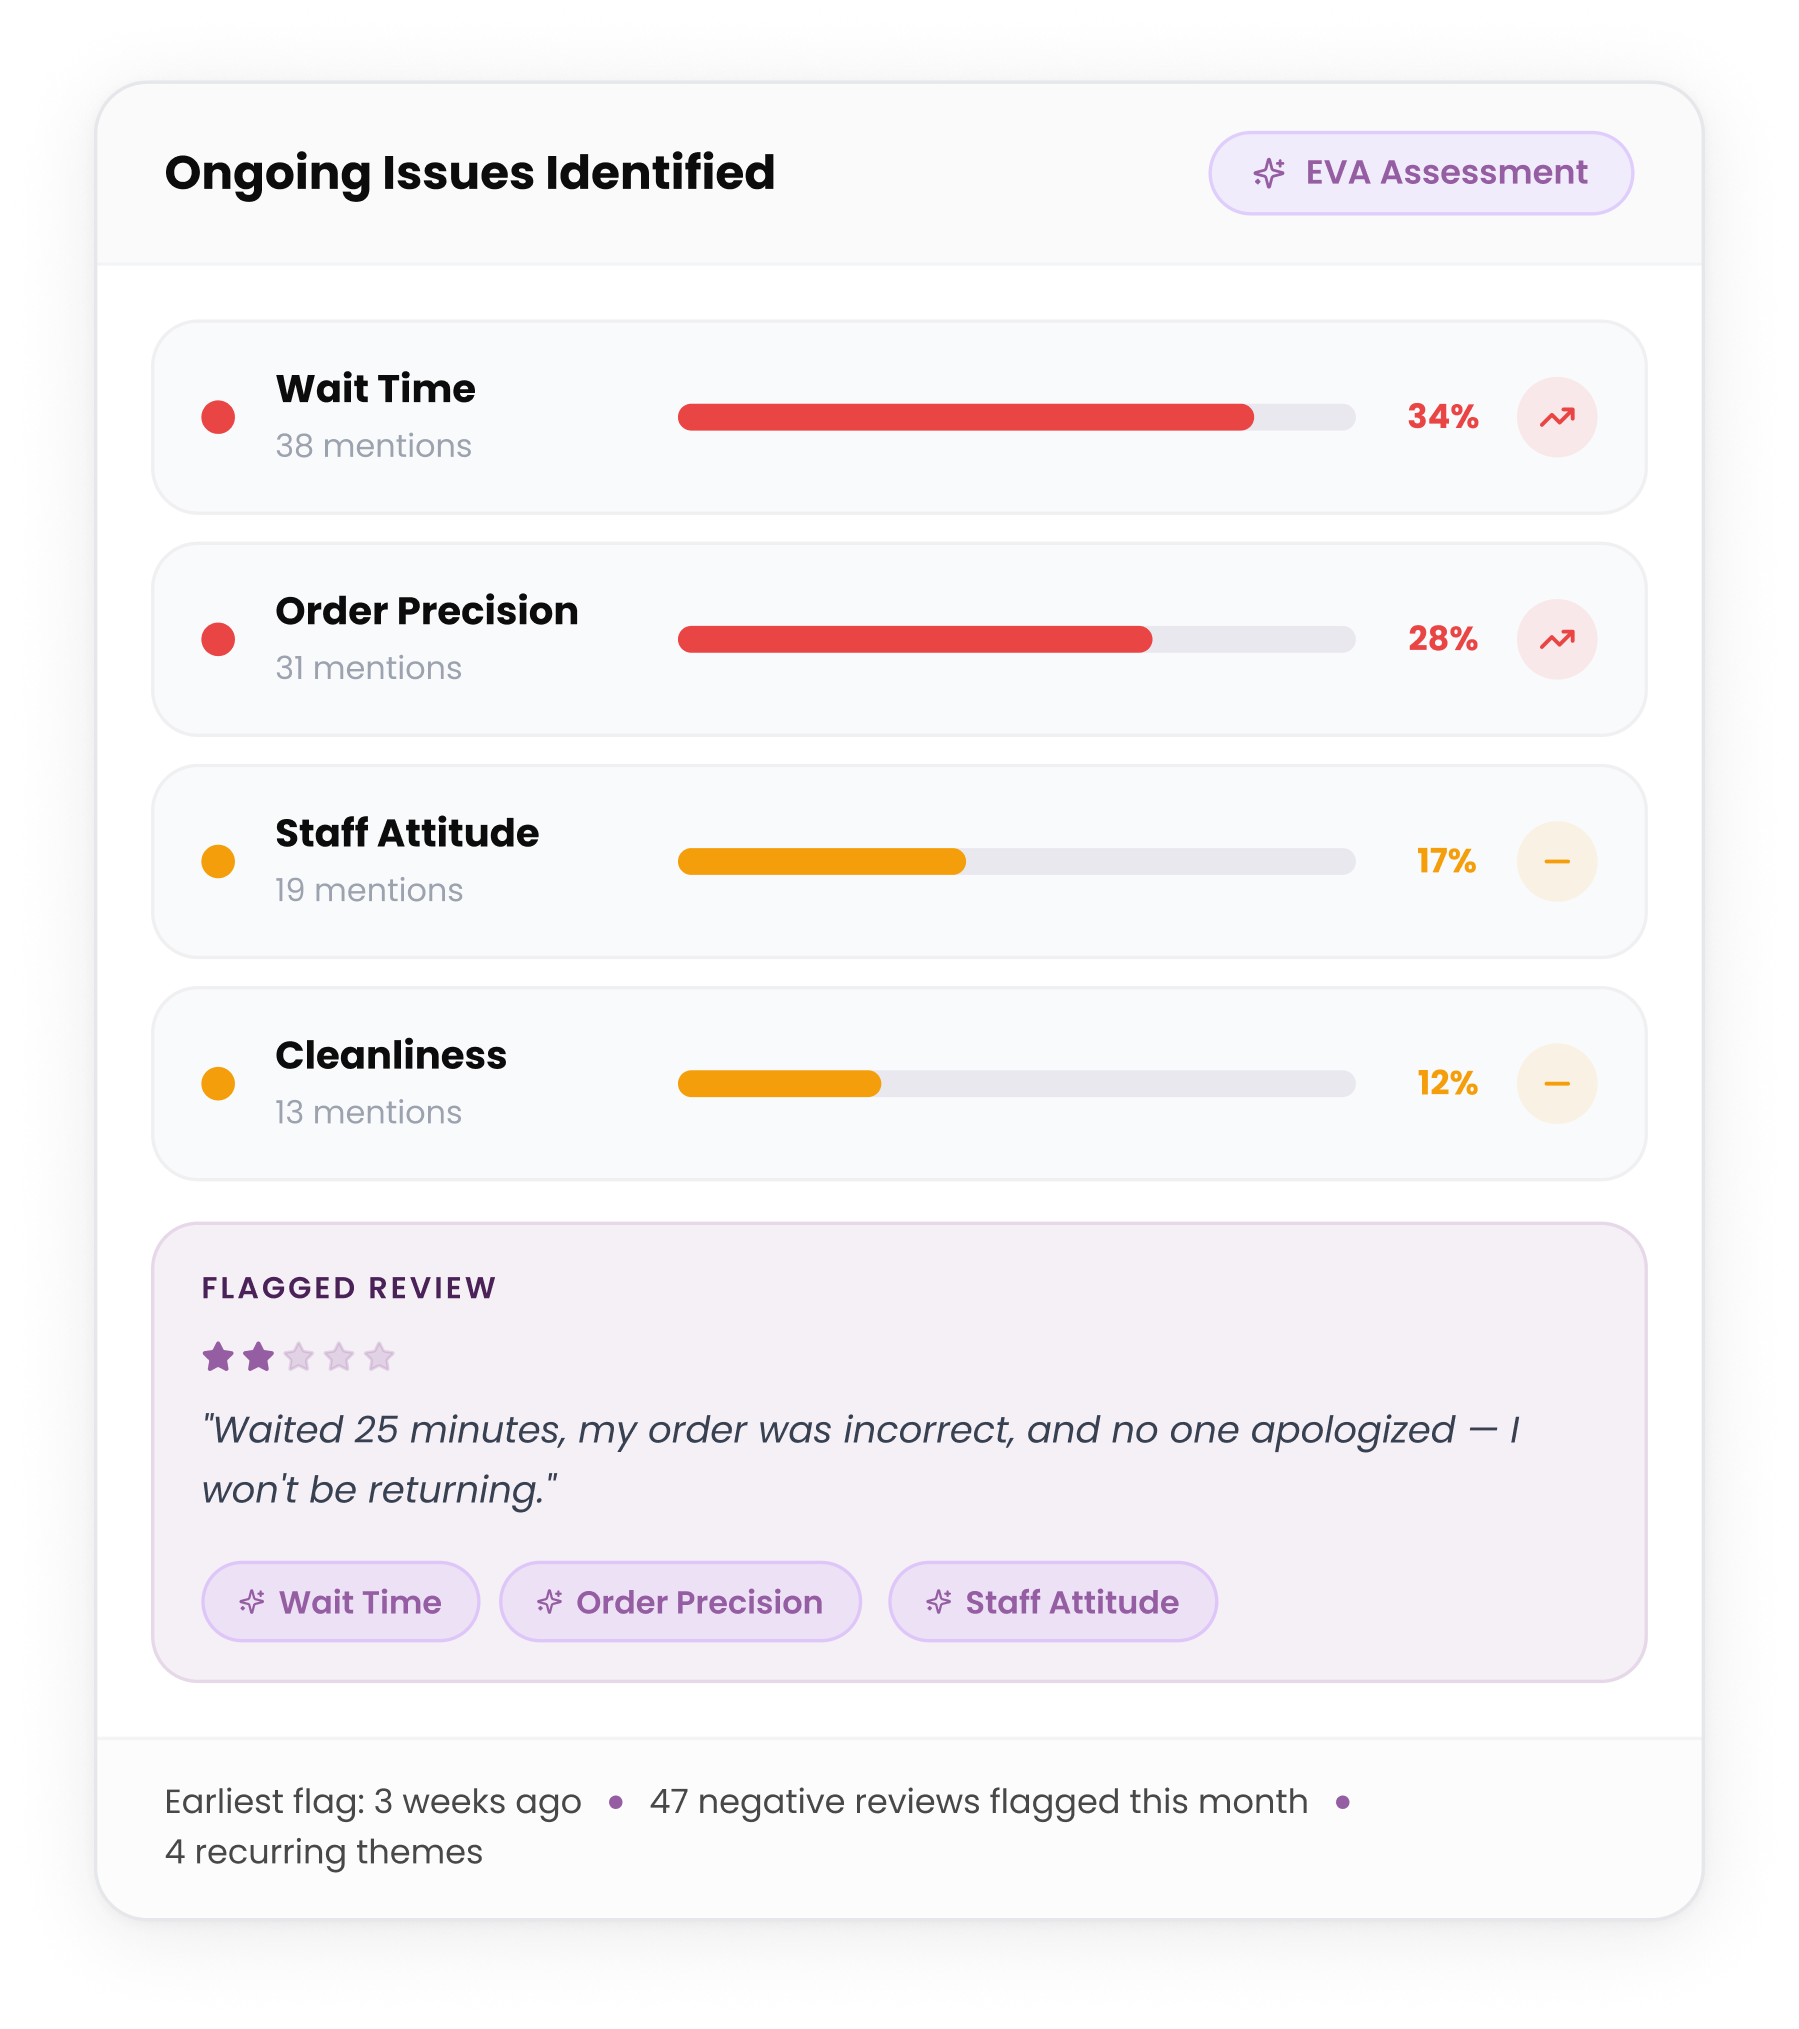 Ongoing Issues Identified
EVA Assessment
Wait Time
38 mentions
34%
Order Precision
31 mentions
28%
Staff Attitude
19 mentions
17%
Cleanliness
13 mentions
12%
FLAGGED REVIEW
"Waited 25 minutes, my order was incorrect, and no one apologized — I
won't be returning."
Wait Time
Order Precision
Staff Attitude
Earliest flag: 3 weeks ago • 47 negative reviews flagged this month •
4 recurring themes